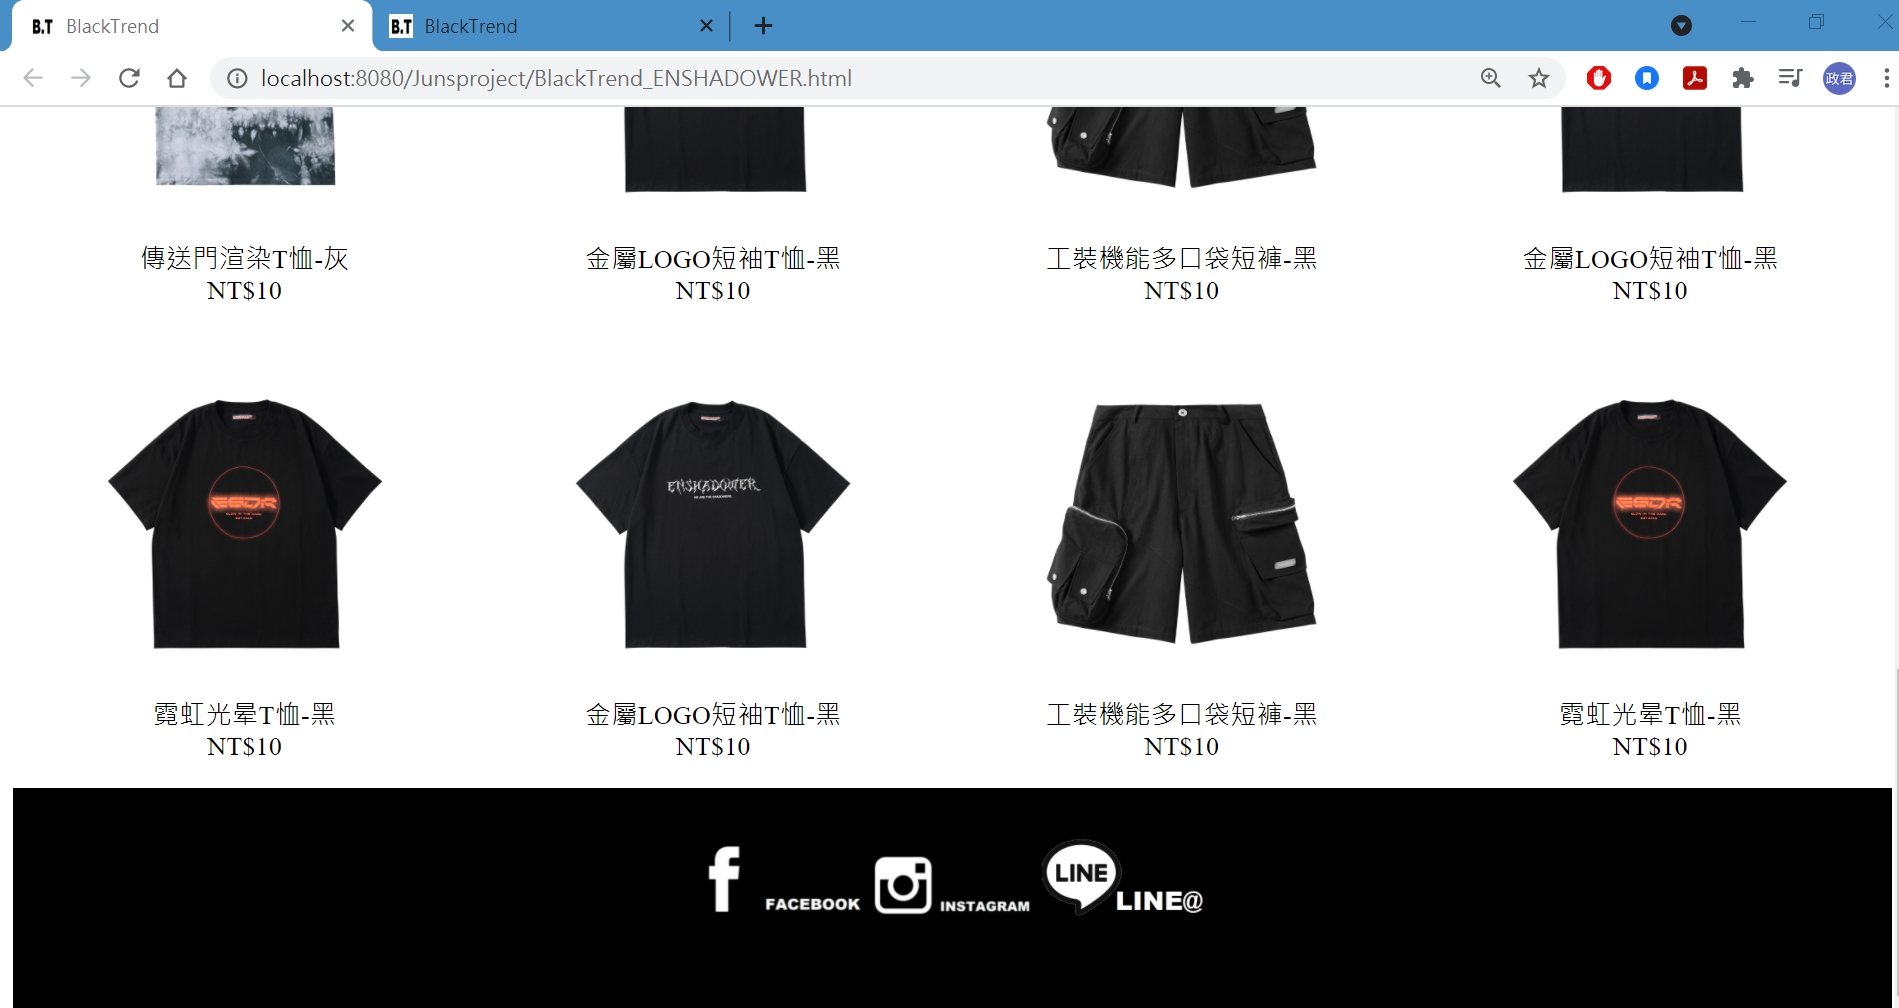 B.T BlackTrend
B.T BlackTrend
localhost:8080/Junsproject/BlackTrend_ENSHADOWER.html
政君
傳送門渲染T恤-灰
NT$10
金屬LOGO短袖T恤-黑
NT$10
工裝機能多口袋短褲-黑
NT$10
金屬LOGO短袖T恤-黑
NT$10
ESDR
ENSHADOWER
ESDR
霓虹光暈T恤-黑
NT$10
金屬LOGO短袖T恤-黑
NT$10
工裝機能多口袋短褲-黑
NT$10
霓虹光暈T恤-黑
NT$10
f FACEBOOK
INSTAGRAM
LINE
LINE@